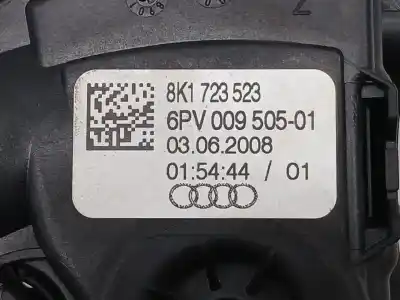 8K1 723 523
6PV 009 505-01
03.06.2008
01:54:44 / 01